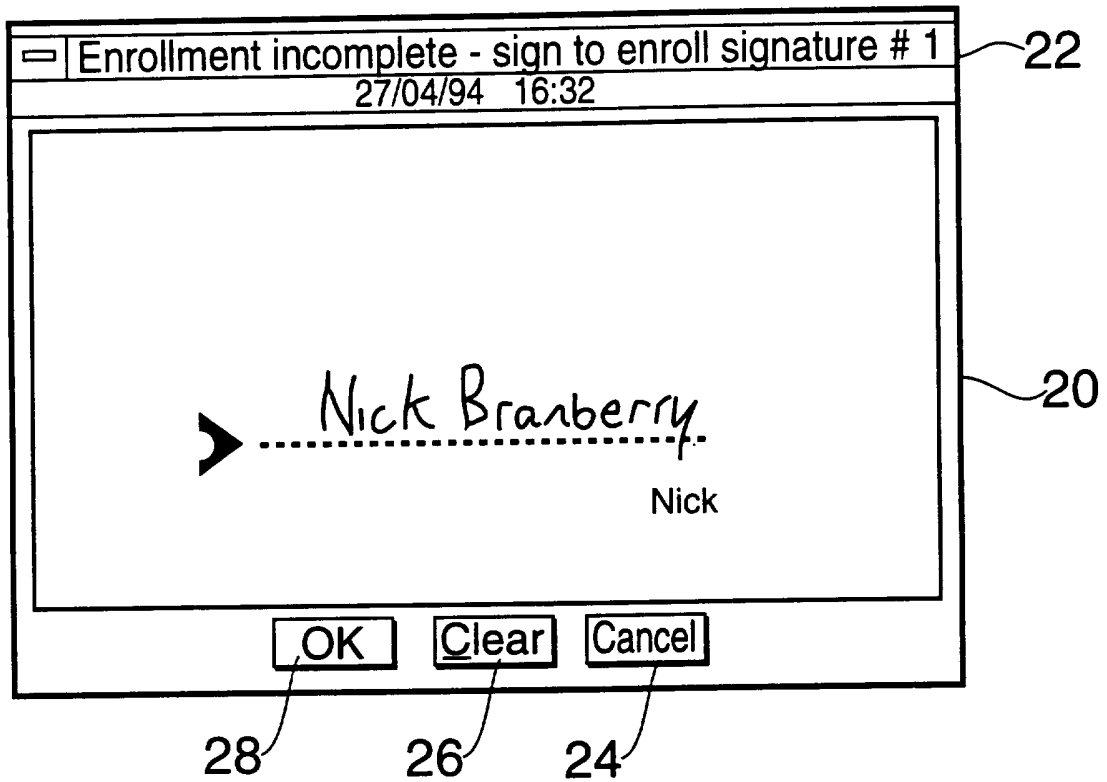 Enrollment incomplete - sign to enroll signature # 1
22
27/04/94 16:32
20
Nick Branberry
Nick
OK Clear Cancel
28 26 24